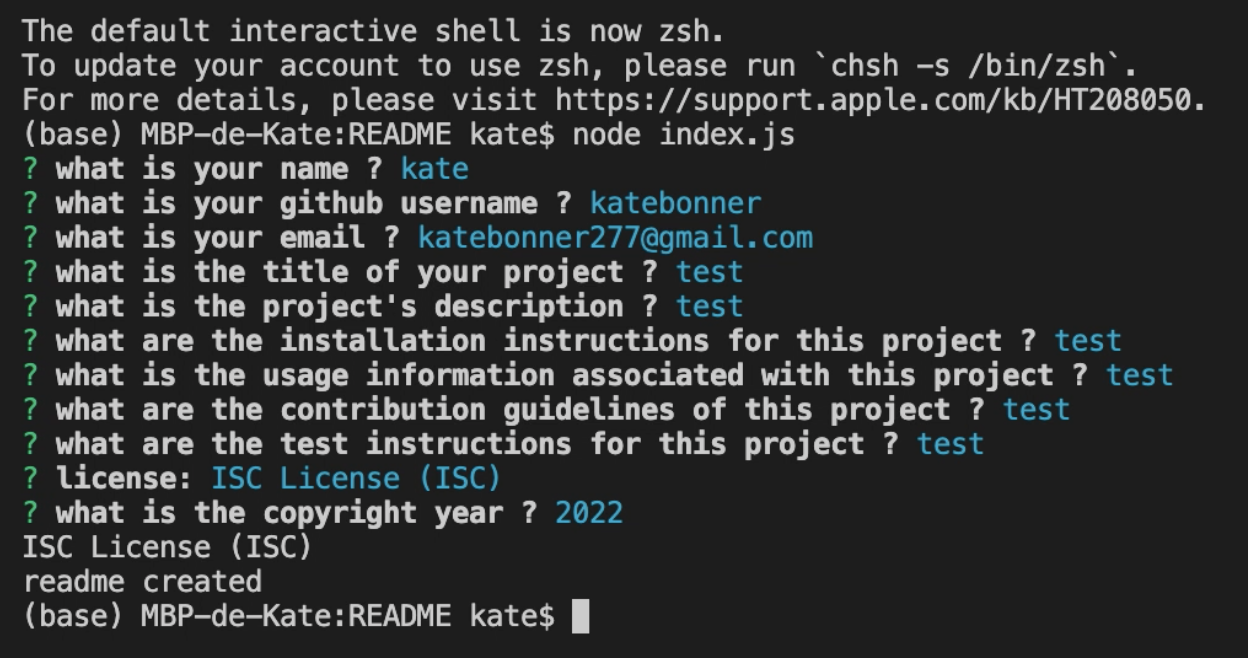 The default interactive shell is now zsh.
To update your account to use zsh, please run `chsh -s /bin/zsh`.
For more details, please visit https://support.apple.com/kb/HT208050.
(base) MBP-de-Kate:README kate$ node index.js
? what is your name ? kate
? what is your github username ? katebonner
? what is your email ? katebonner277@gmail.com
? what is the title of your project ? test
? what is the project's description ? test
? what are the installation instructions for this project ? test
? what is the usage information associated with this project ? test
? what are the contribution guidelines of this project ? test
? what are the test instructions for this project ? test
? license: ISC License (ISC)
? what is the copyright year ? 2022
ISC License (ISC)
readme created
(base) MBP-de-Kate:README kate$